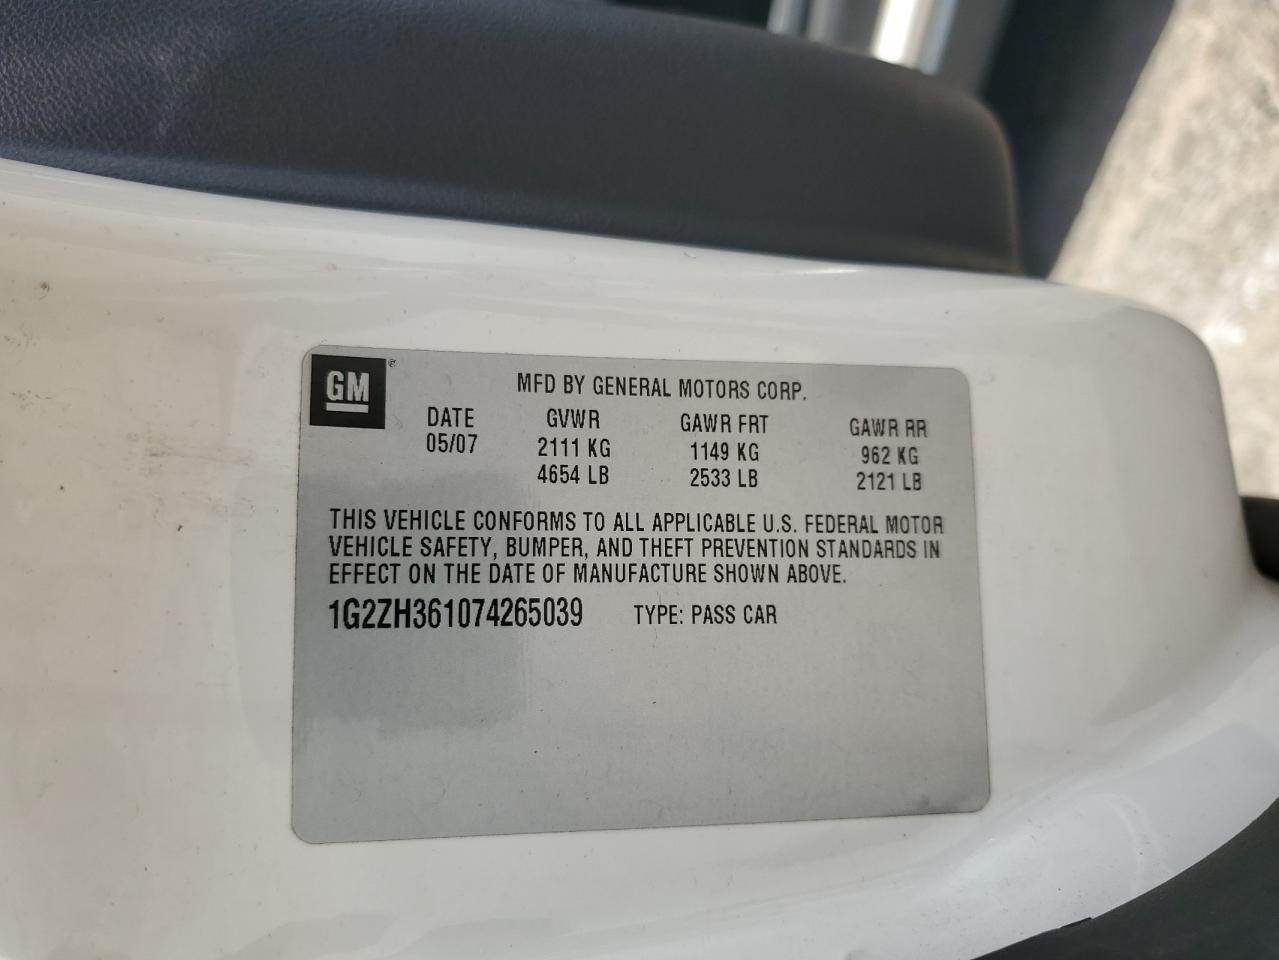 GM ®
MFD BY GENERAL MOTORS CORP.
DATE GVWR GAWR FRT GAWR RR
05/07 2111 KG 1149 KG 962 KG
4654 LB 2533 LB 2121 LB
THIS VEHICLE CONFORMS TO ALL APPLICABLE U.S. FEDERAL MOTOR
VEHICLE SAFETY, BUMPER, AND THEFT PREVENTION STANDARDS IN
EFFECT ON THE DATE OF MANUFACTURE SHOWN ABOVE.
1G2ZH361074265039 TYPE: PASS CAR